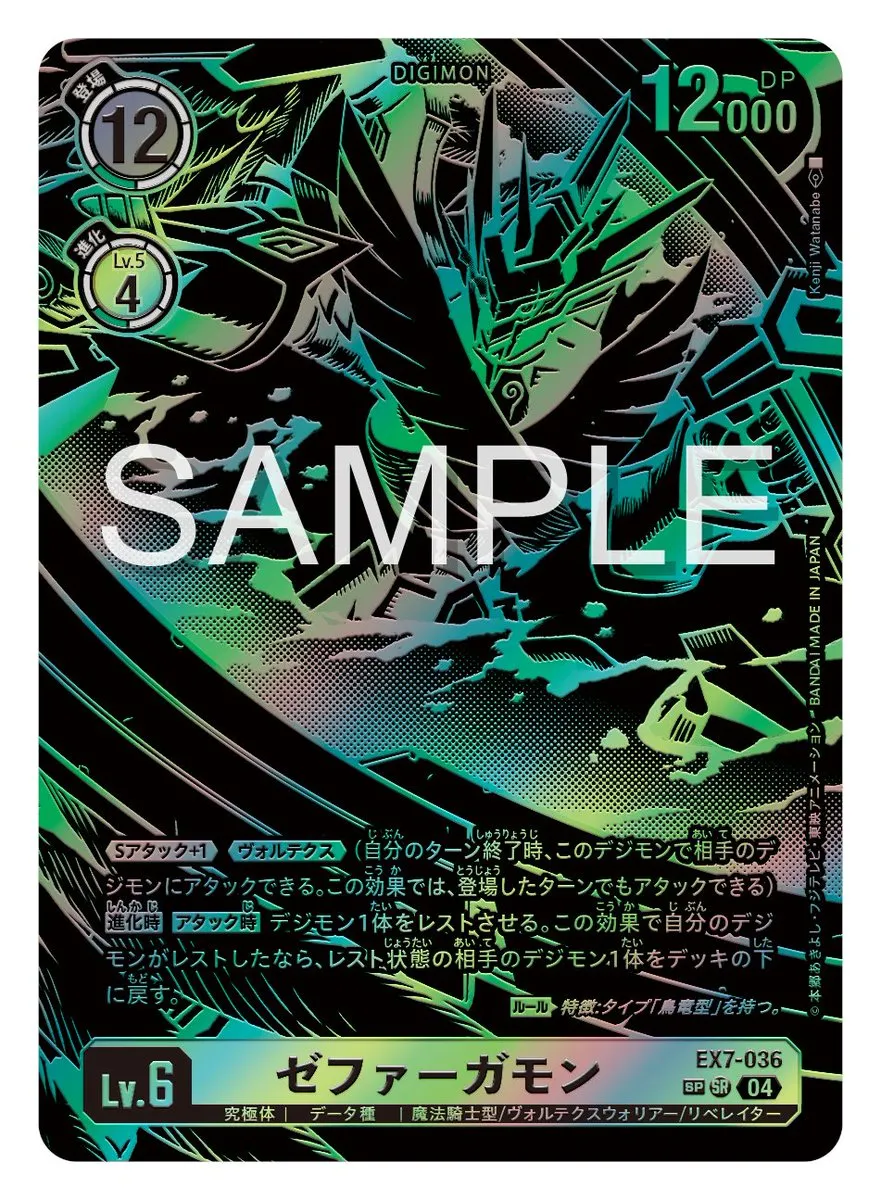 DIGIMON
登場
12
DP
12000
進化
Lv.5
4
Kenji Watanabe
SAMPLE
©本郷あきよし・フジテレビ・東映アニメーション BANDAI MADE IN JAPAN
Sアタック+1 ヴォルテクス (自分のターン終了時、このデジモンで相手のデ
ジモンにアタックできる。この効果では、登場したターンでもアタックできる)
進化時 アタック時 デジモン1体をレストさせる。この効果で自分のデジ
モンがレストしたなら、レスト状態の相手のデジモン1体をデッキの下
に戻す。
ルール 特徴:タイプ「鳥竜型」を持つ。
Lv.6
ゼファーガモン
EX7-036
SP SR 04
究極体 | データ種 | 魔法騎士型/ヴォルテクスウォリアー/リベレイター